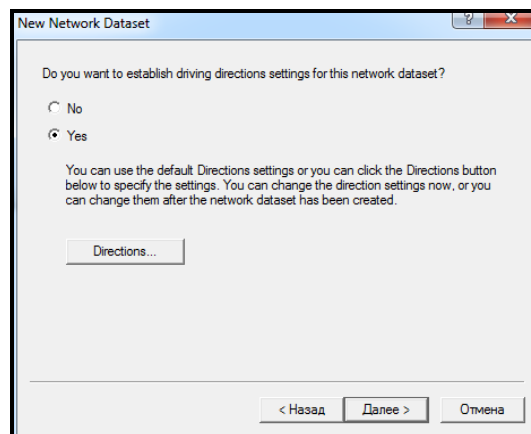 New Network Dataset
Do you want to establish driving directions settings for this network dataset?
No
Yes
You can use the default Directions settings or you can click the Directions button
below to specify the settings. You can change the direction settings now, or you
can change them after the network dataset has been created.
Directions...
< Назад
Далее >
Отмена